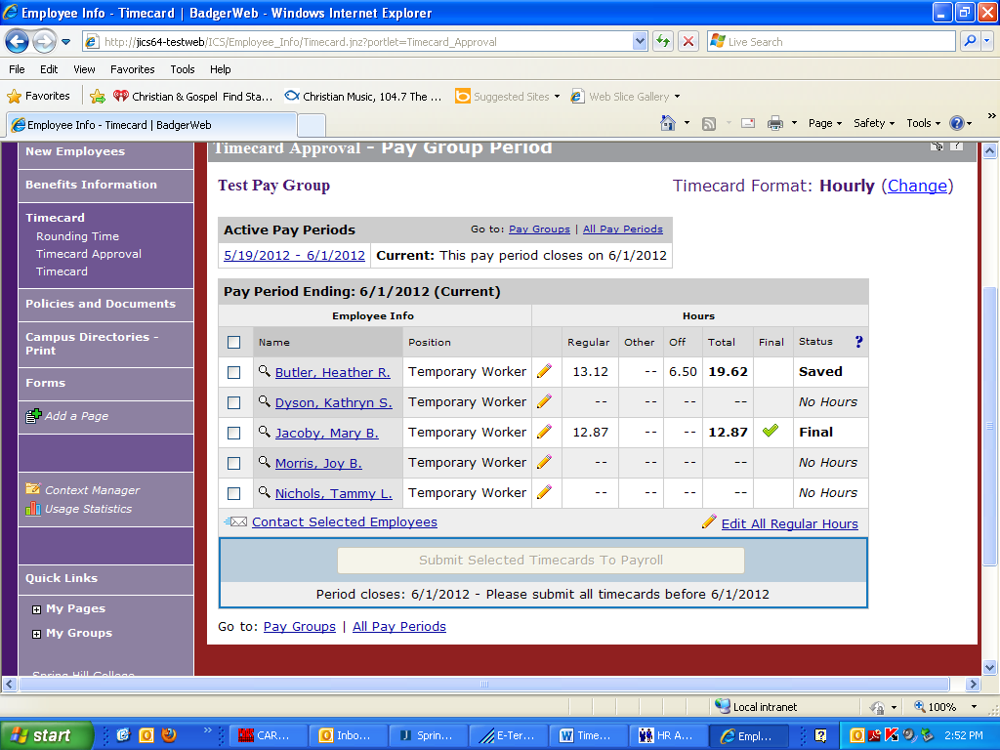 Employee Info - Timecard | BadgerWeb - Windows Internet Explorer
http://jics64-testweb/ICS/Employee_Info/Timecard.jnz?portlet=Timecard_Approval
Live Search
File Edit View Favorites Tools Help
Favorites Christian & Gospel Find Sta... Christian Music, 104.7 The ... Suggested Sites Web Slice Gallery
Employee Info - Timecard | BadgerWeb
Page Safety Tools »
New Employees
Benefits Information
Timecard
Rounding Time
Timecard Approval
Timecard
Policies and Documents
Campus Directories -
Print
Forms
Add a Page
Context Manager
Usage Statistics
Quick Links
My Pages
My Groups
Spring Hill College
Timecard Approval - Pay Group Period
Test Pay Group
Timecard Format: Hourly (Change)
Active Pay Periods Go to: Pay Groups | All Pay Periods
5/19/2012 - 6/1/2012 Current: This pay period closes on 6/1/2012
Pay Period Ending: 6/1/2012 (Current)
Employee Info Hours
Name Position Regular Other Off Total Final Status ?
Butler, Heather R. Temporary Worker 13.12 -- 6.50 19.62 Saved
Dyson, Kathryn S. Temporary Worker -- -- -- -- No Hours
Jacoby, Mary B. Temporary Worker 12.87 -- -- 12.87 Final
Morris, Joy B. Temporary Worker -- -- -- -- No Hours
Nichols, Tammy L. Temporary Worker -- -- -- -- No Hours
Contact Selected Employees Edit All Regular Hours
Submit Selected Timecards To Payroll
Period closes: 6/1/2012 - Please submit all timecards before 6/1/2012
Go to: Pay Groups | All Pay Periods
Local intranet 100%
start » CAR... Inbo... Sprin... E-Ter... Time... HR A... Empl... 2:52 PM